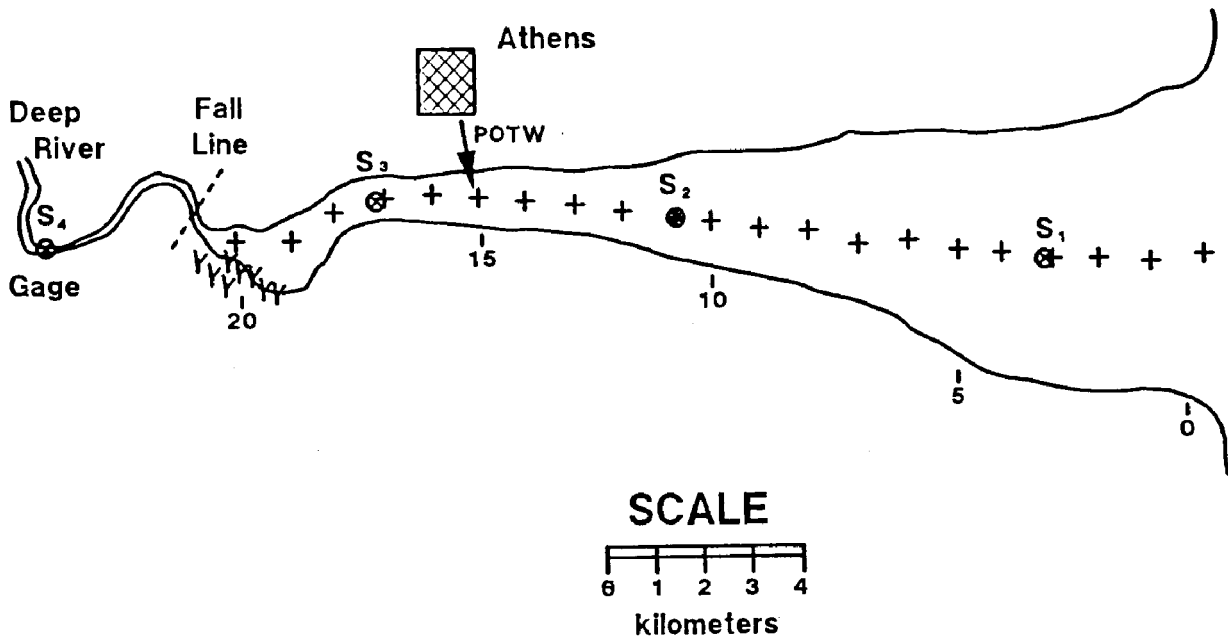 Athens
Deep
River
Fall
Line
POTW
S3
S2
S4
S1
Gage
15
10
20
5
0
SCALE
0 1 2 3 4
kilometers